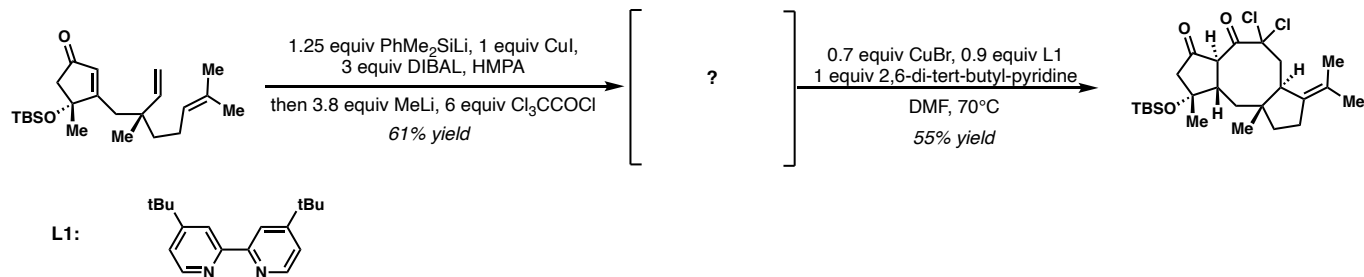 O
TBSO
Me
Me
Me
Me
1.25 equiv PhMe2SiLi, 1 equiv CuI,
3 equiv DIBAL, HMPA
then 3.8 equiv MeLi, 6 equiv Cl3CCOCl
61% yield
?
0.7 equiv CuBr, 0.9 equiv L1
1 equiv 2,6-di-tert-butyl-pyridine
DMF, 70°C
55% yield
O
H
O
Cl
Cl
H
Me
Me
TBSO
Me
H
Me
L1:
tBu
tBu
N
N